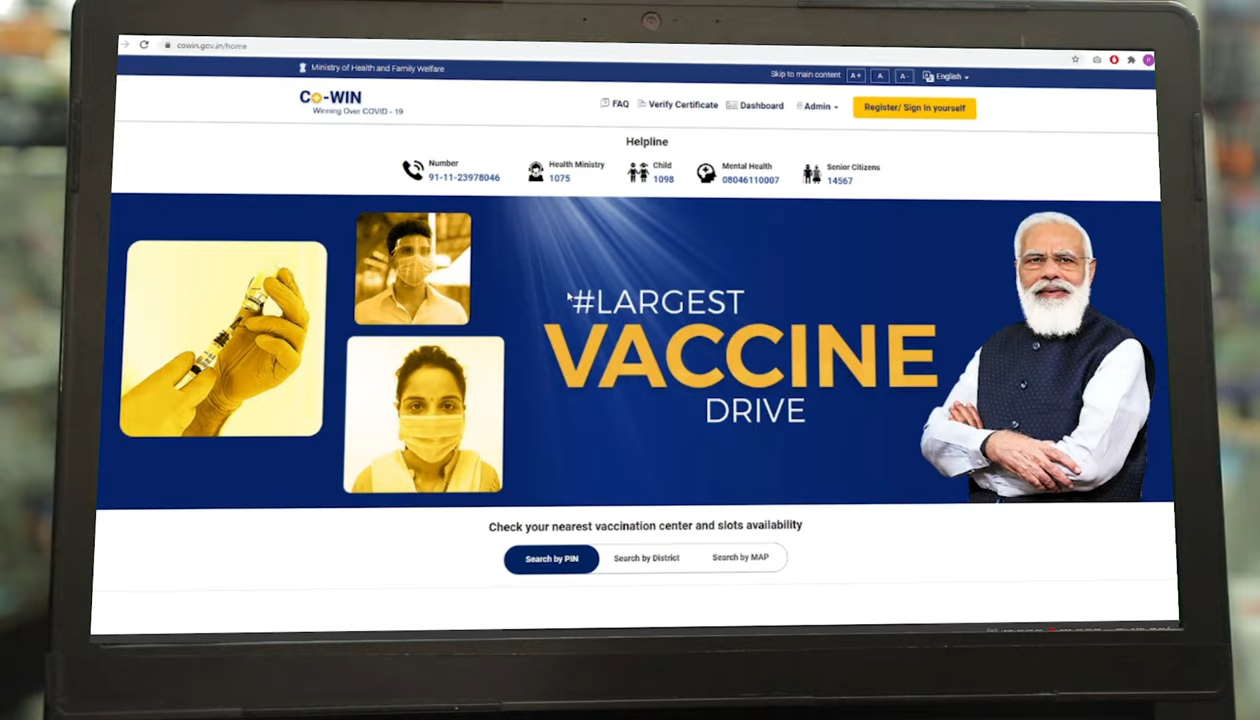 cowin.gov.in/home
Ministry of Health and Family Welfare
Skip to main content A+ A A- English
Co-WIN
Winning Over COVID - 19
FAQ Verify Certificate Dashboard Admin Register/ Sign In yourself
Helpline
Number
91-11-23978046
Health Ministry
1075
Child
1098
Mental Health
08046110007
Senior Citizens
14567
#LARGEST
VACCINE
DRIVE
Check your nearest vaccination center and slots availability
Search by PIN Search by District Search by MAP